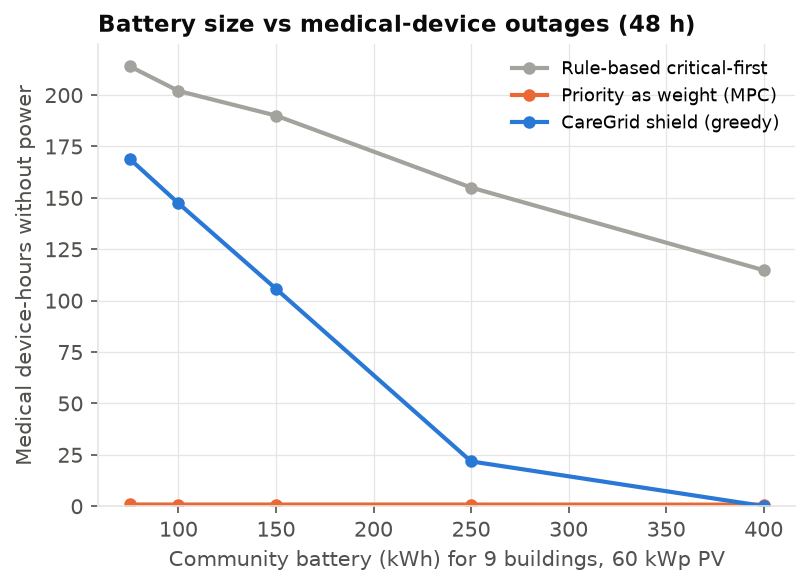 Battery size vs medical-device outages (48 h)
Rule-based critical-first
Priority as weight (MPC)
CareGrid shield (greedy)
Medical device-hours without power
200
175
150
125
100
75
50
25
0
100
150
200
250
300
350
400
Community battery (kWh) for 9 buildings, 60 kWp PV